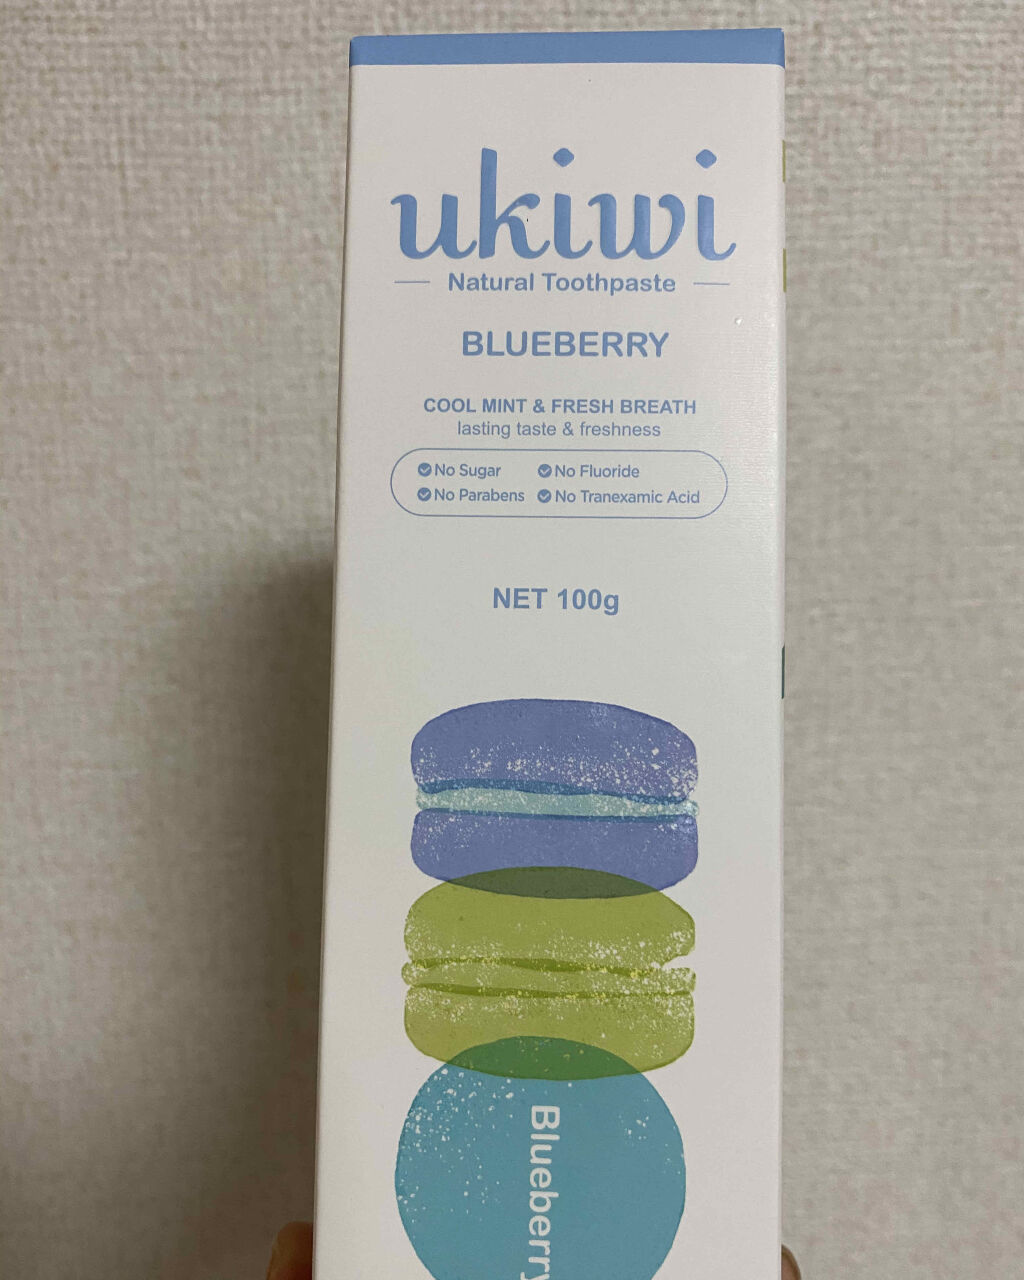 ukiwi
Natural Toothpaste
BLUEBERRY
COOL MINT & FRESH BREATH
lasting taste & freshness
No Sugar No Fluoride
No Parabens No Tranexamic Acid
NET 100g
Blueberry